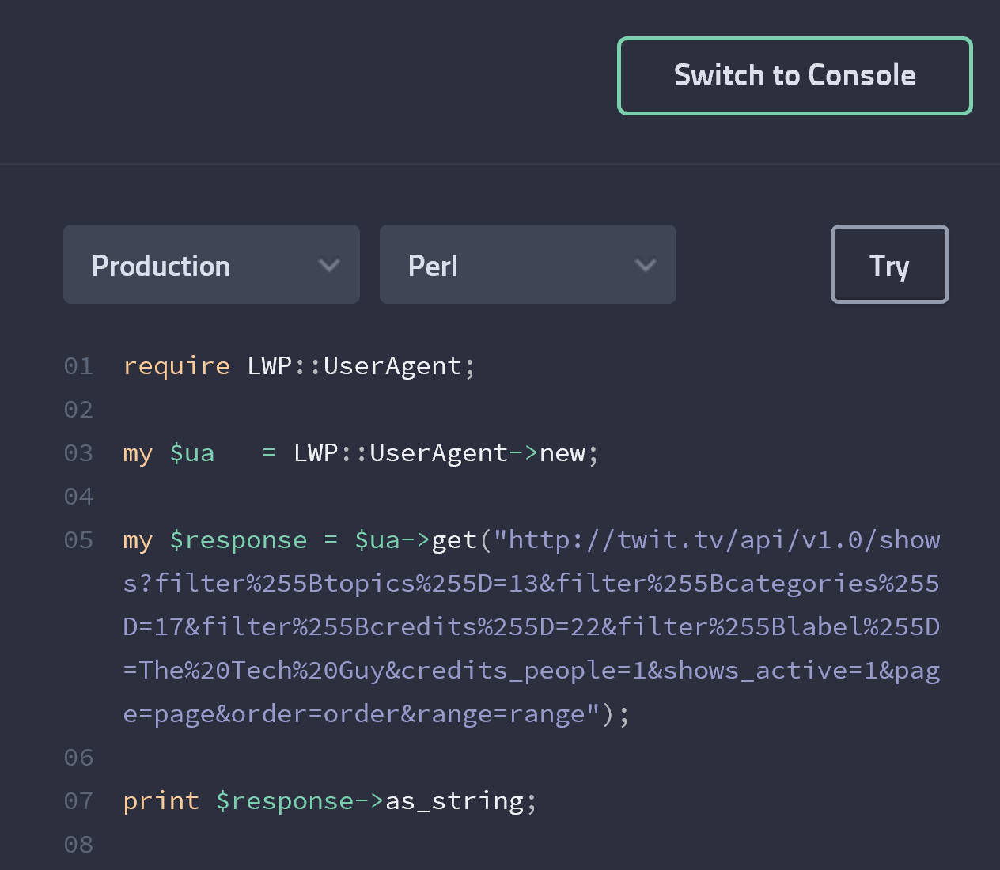 Switch to Console
Production
Perl
Try
01 require LWP::UserAgent;
02
03 my $ua   = LWP::UserAgent->new;
04
05 my $response = $ua->get("http://twit.tv/api/v1.0/show
s?filter%255Btopics%255D=13&filter%255Bcategories%255
D=17&filter%255Bcredits%255D=22&filter%255Blabel%255D
=The%20Tech%20Guy&credits_people=1&shows_active=1&pag
e=page&order=order&range=range");
06
07 print $response->as_string;
08